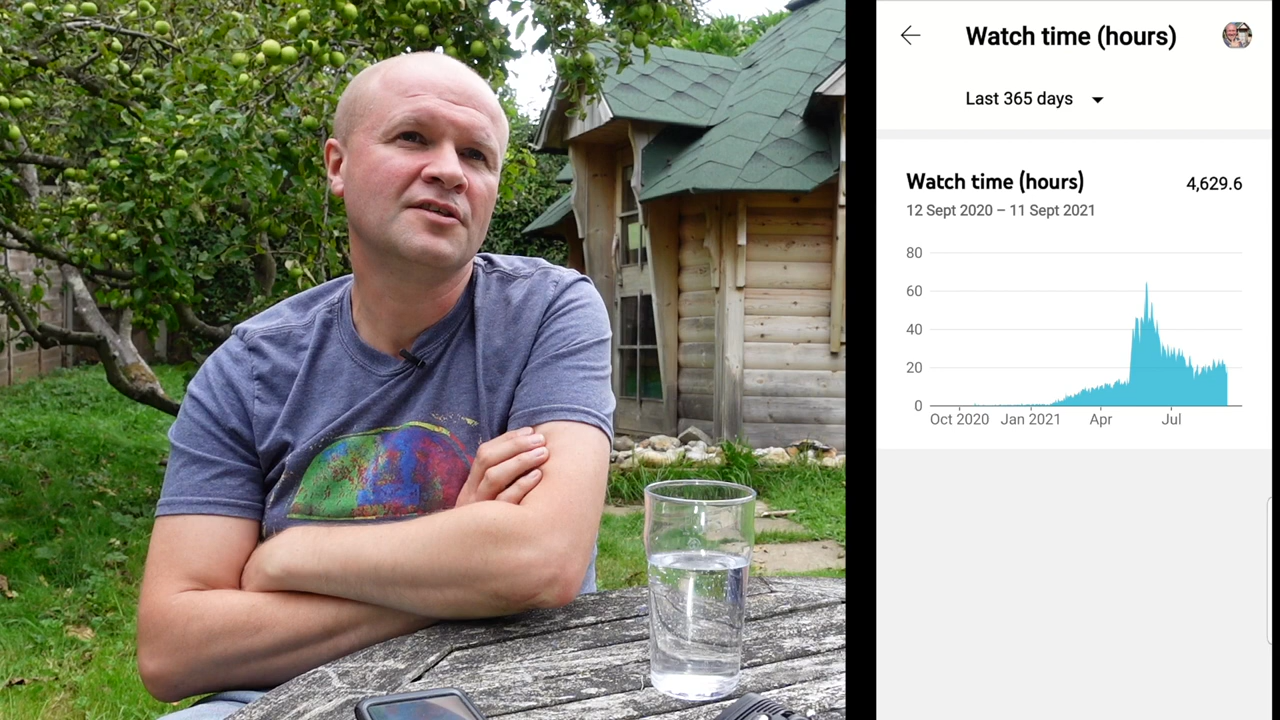 Watch time (hours)
Last 365 days
Watch time (hours) 4,629.6
12 Sept 2020 – 11 Sept 2021
80
60
40
20
0
Oct 2020 Jan 2021 Apr Jul